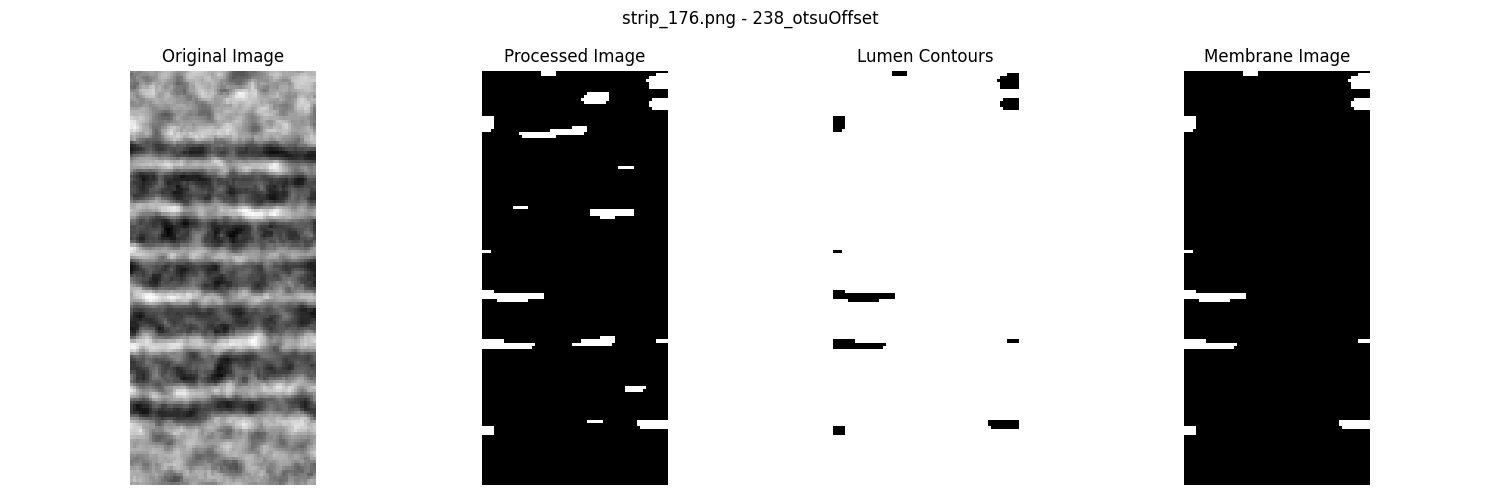 strip_176.png - 238_otsuOffset
Original Image
Processed Image
Lumen Contours
Membrane Image